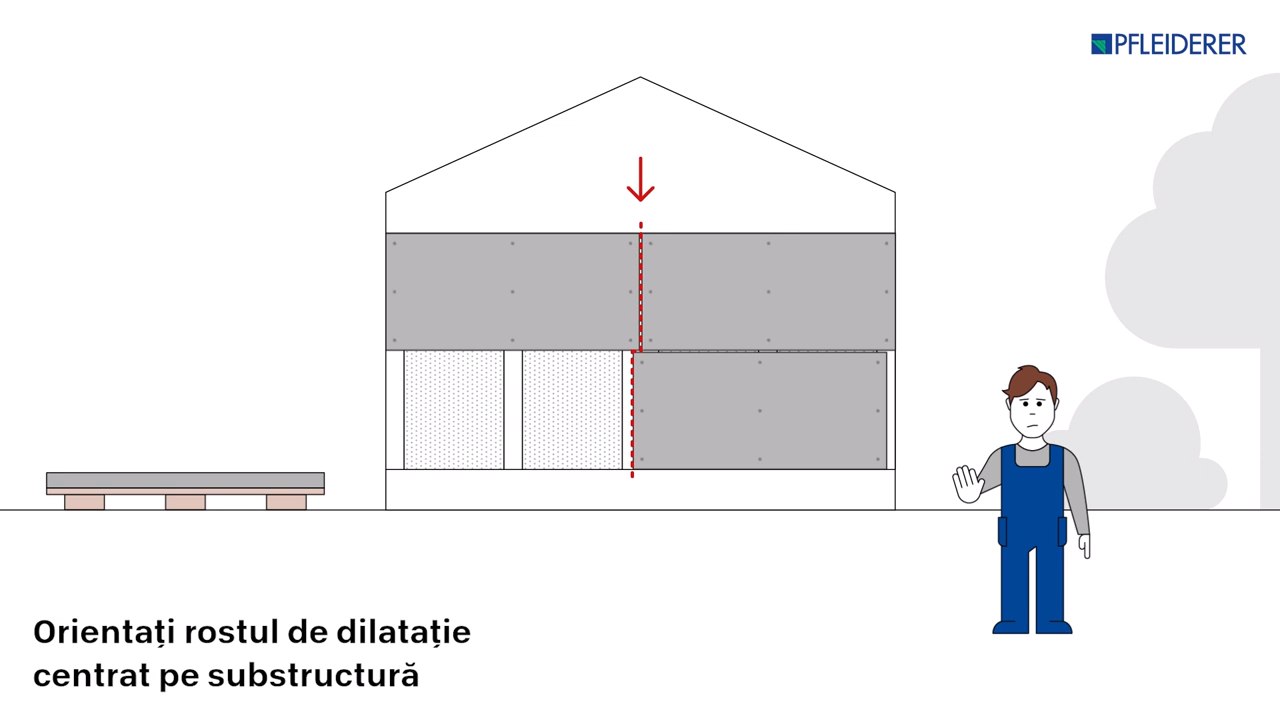 PFLEIDERER
Orientați rostul de dilatație
centrat pe substructură